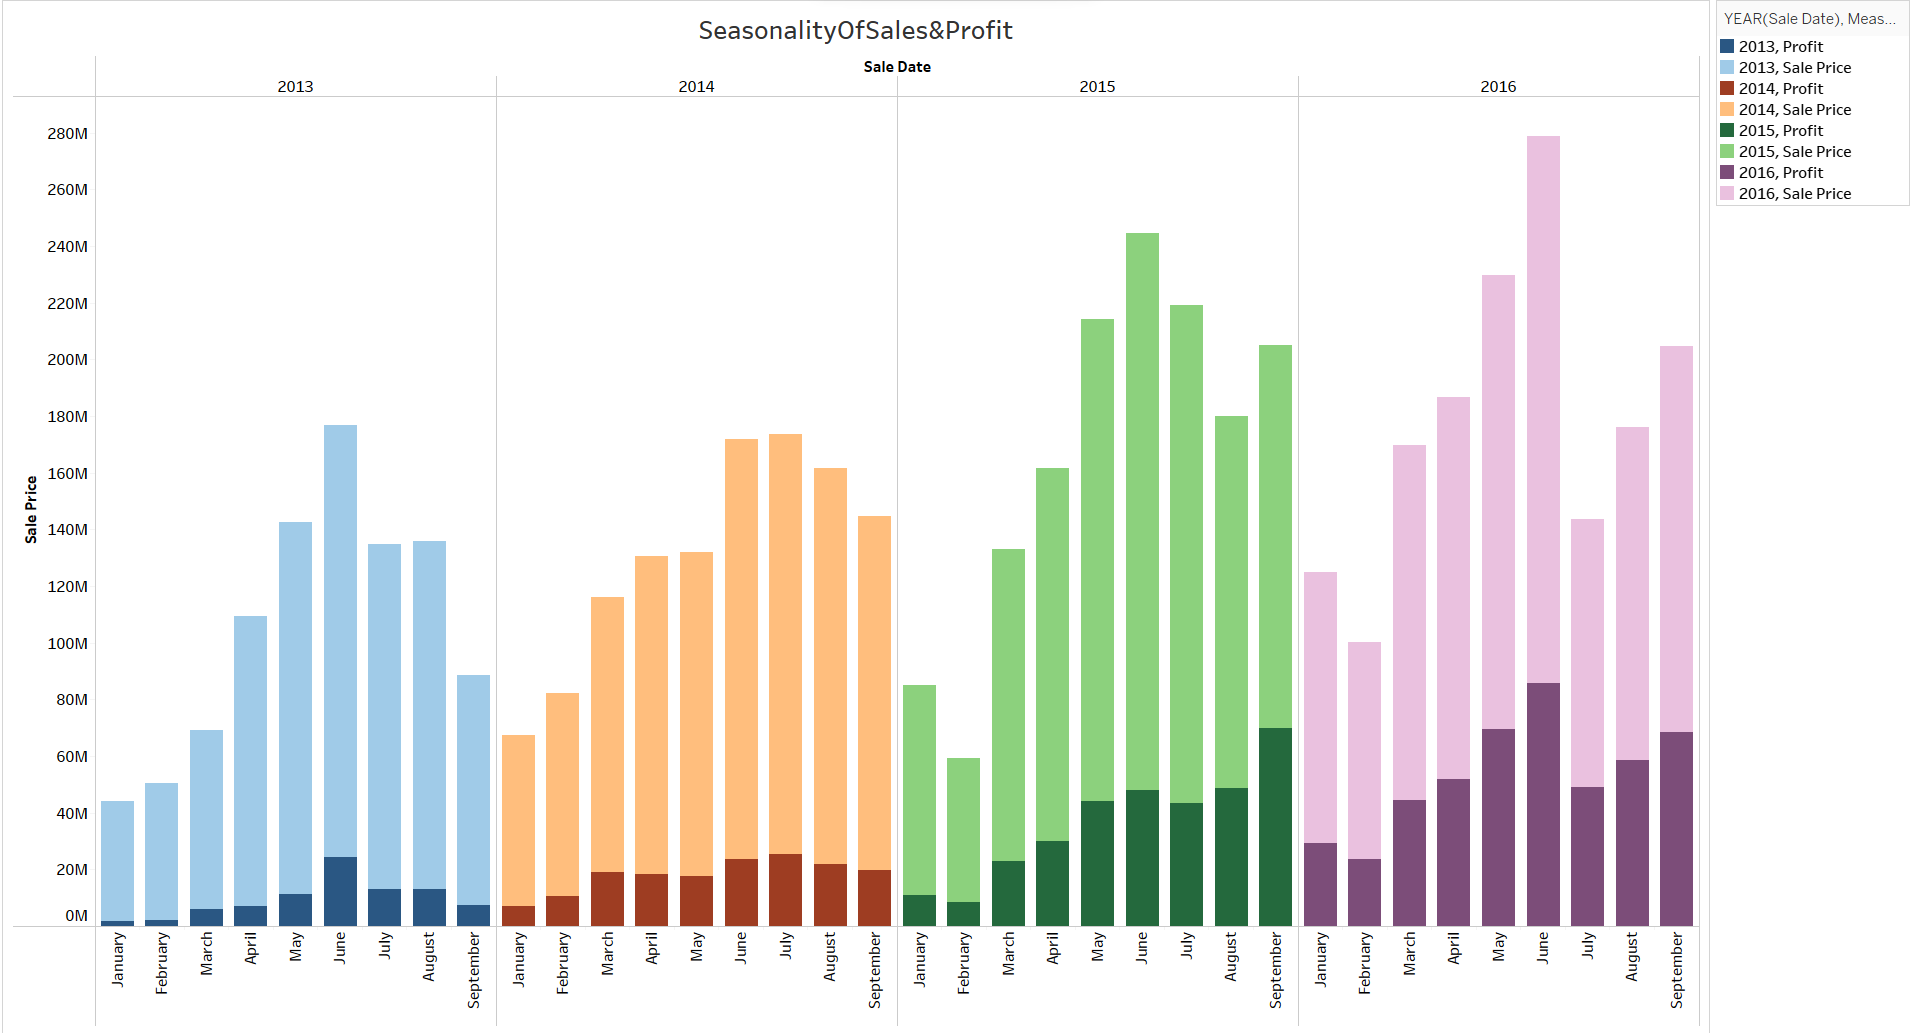 SeasonalityOfSales&Profit
Sale Date
2013 2014 2015 2016
280M
260M
240M
220M
200M
180M
160M
140M
120M
100M
80M
60M
40M
20M
0M
Sale Price
January February March April May June July August September January February March April May June July August September January February March April May June July August September January February March April May June July August September
YEAR(Sale Date), Meas...
2013, Profit
2013, Sale Price
2014, Profit
2014, Sale Price
2015, Profit
2015, Sale Price
2016, Profit
2016, Sale Price